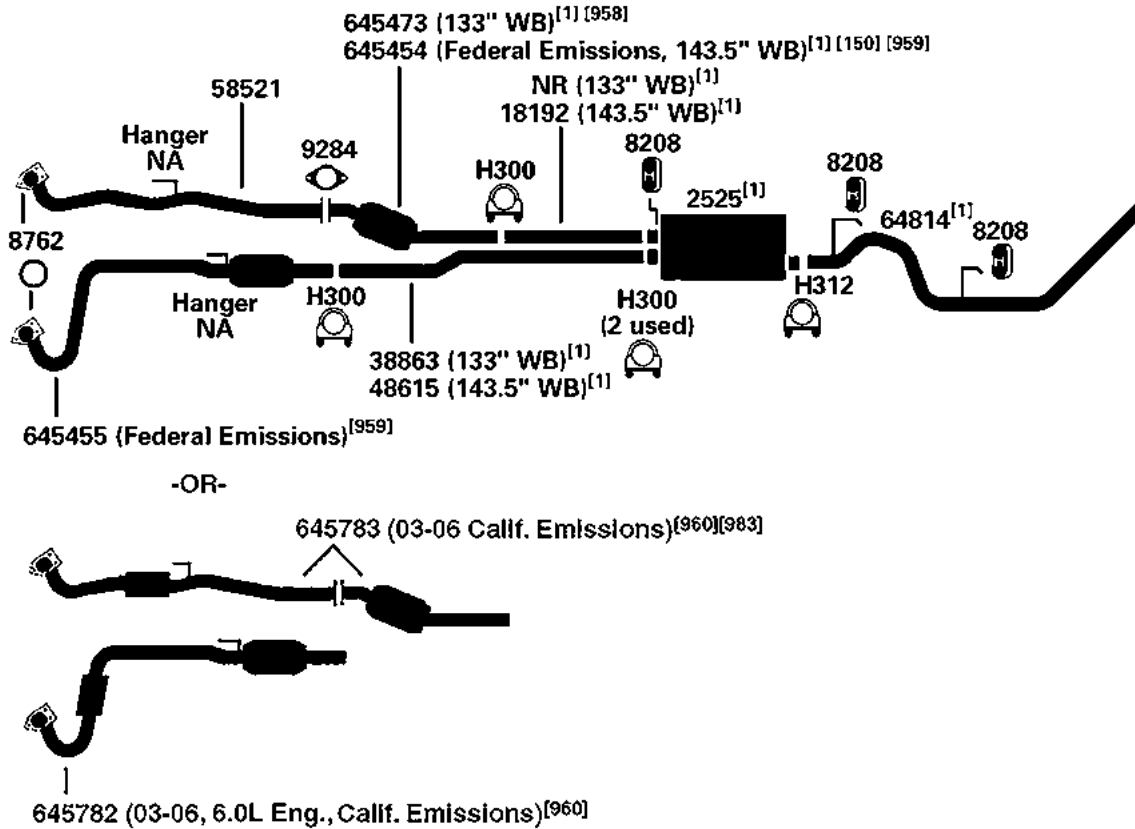 645473 (133" WB)[1] [958]
645454 (Federal Emissions, 143.5" WB)[1] [150] [959]
NR (133" WB)[1]
18192 (143.5" WB)[1]
58521
Hanger
NA
9284
H300
8208
8208
2525[1]
64814[1]
8208
8762
Hanger
NA
H300
H300
(2 used)
H312
38863 (133" WB)[1]
48615 (143.5" WB)[1]
645455 (Federal Emissions)[959]
-OR-
645783 (03-06 Calif. Emissions)[960][983]
645782 (03-06, 6.0L Eng., Calif. Emissions)[960]